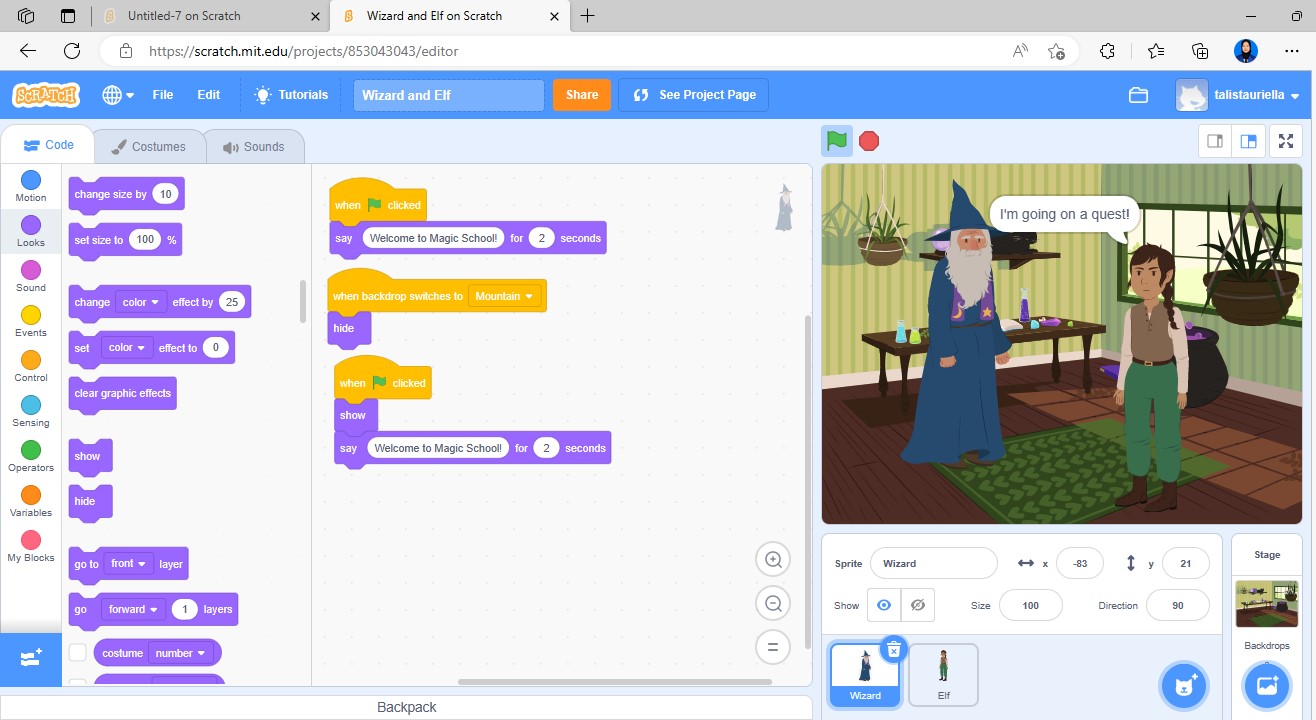 Untitled-7 on Scratch
Wizard and Elf on Scratch
https://scratch.mit.edu/projects/853043043/editor
SCRATCH
File
Edit
Tutorials
Wizard and Elf
Share
See Project Page
talistauriella
Code
Costumes
Sounds
Motion
Looks
Sound
Events
Control
Sensing
Operators
Variables
My Blocks
change size by 10
set size to 100 %
change color effect by 25
set color effect to 0
clear graphic effects
show
hide
go to front layer
go forward 1 layers
costume number
when clicked
say Welcome to Magic School! for 2 seconds
when backdrop switches to Mountain
hide
when clicked
show
say Welcome to Magic School! for 2 seconds
I'm going on a quest!
Sprite Wizard x -83 y 21
Show Size 100 Direction 90
Wizard
Elf
Stage
Backdrops
Backpack